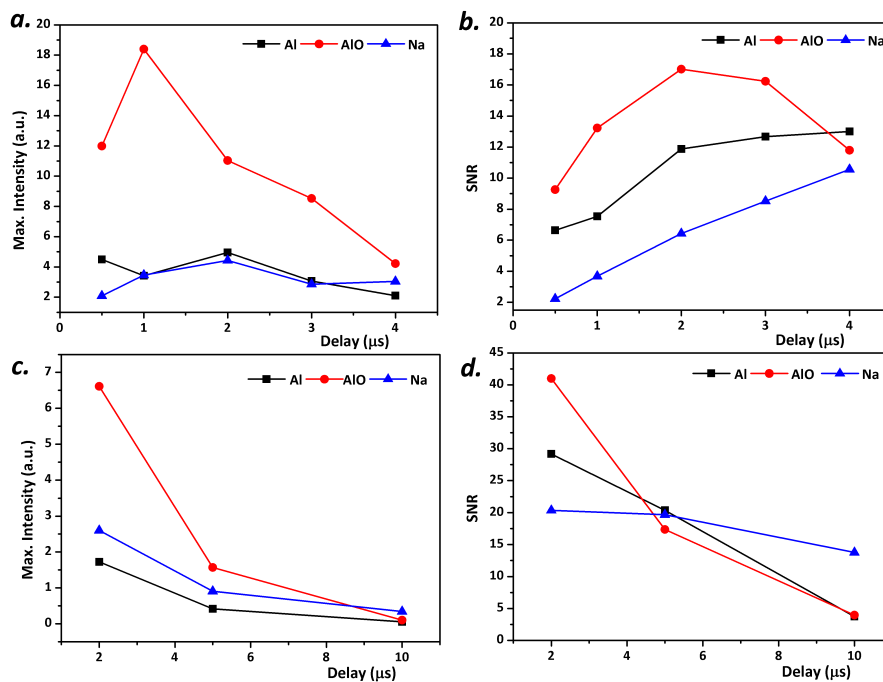 a.
Al AlO Na
20
18
16
14
12
10
8
6
4
2
Max. Intensity (a.u.)
0 1 2 3 4
Delay (μs)
b.
Al AlO Na
20
18
16
14
12
10
8
6
4
2
SNR
0 1 2 3 4
Delay (μs)
c.
Al AlO Na
7
6
5
4
3
2
1
0
Max. Intensity (a.u.)
2 4 6 8 10
Delay (μs)
d.
Al AlO Na
45
40
35
30
25
20
15
10
5
0
SNR
2 4 6 8 10
Delay (μs)